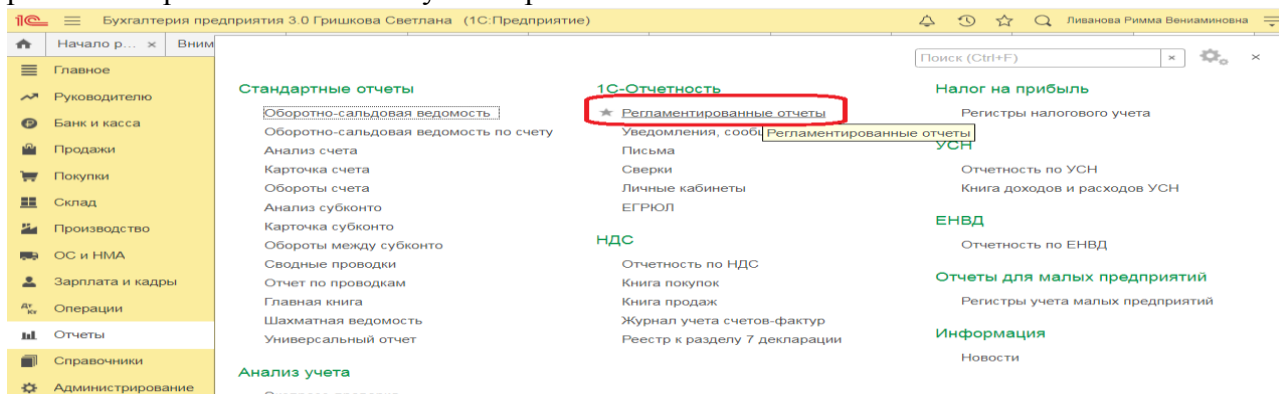 Бухгалтерия предприятия 3.0 Гришкова Светлана (1С:Предприятие)
Ливанова Римма Вениаминовна
Начало р... × Вним
Поиск (Ctrl+F) ×
×
Главное
Руководителю
Банк и касса
Продажи
Покупки
Склад
Производство
ОС и НМА
Зарплата и кадры
Операции
Отчеты
Справочники
Администрирование
Стандартные отчеты
Оборотно-сальдовая ведомость
Оборотно-сальдовая ведомость по счету
Анализ счета
Карточка счета
Обороты счета
Анализ субконто
Карточка субконто
Обороты между субконто
Сводные проводки
Отчет по проводкам
Главная книга
Шахматная ведомость
Универсальный отчет
Анализ учета
1С-Отчетность
Регламентированные отчеты
Уведомления, сооб
Регламентированные отчеты
Письма
Сверки
Личные кабинеты
ЕГРЮЛ
НДС
Отчетность по НДС
Книга покупок
Книга продаж
Журнал учета счетов-фактур
Реестр к разделу 7 декларации
Налог на прибыль
Регистры налогового учета
УСН
Отчетность по УСН
Книга доходов и расходов УСН
ЕНВД
Отчетность по ЕНВД
Отчеты для малых предприятий
Регистры учета малых предприятий
Информация
Новости